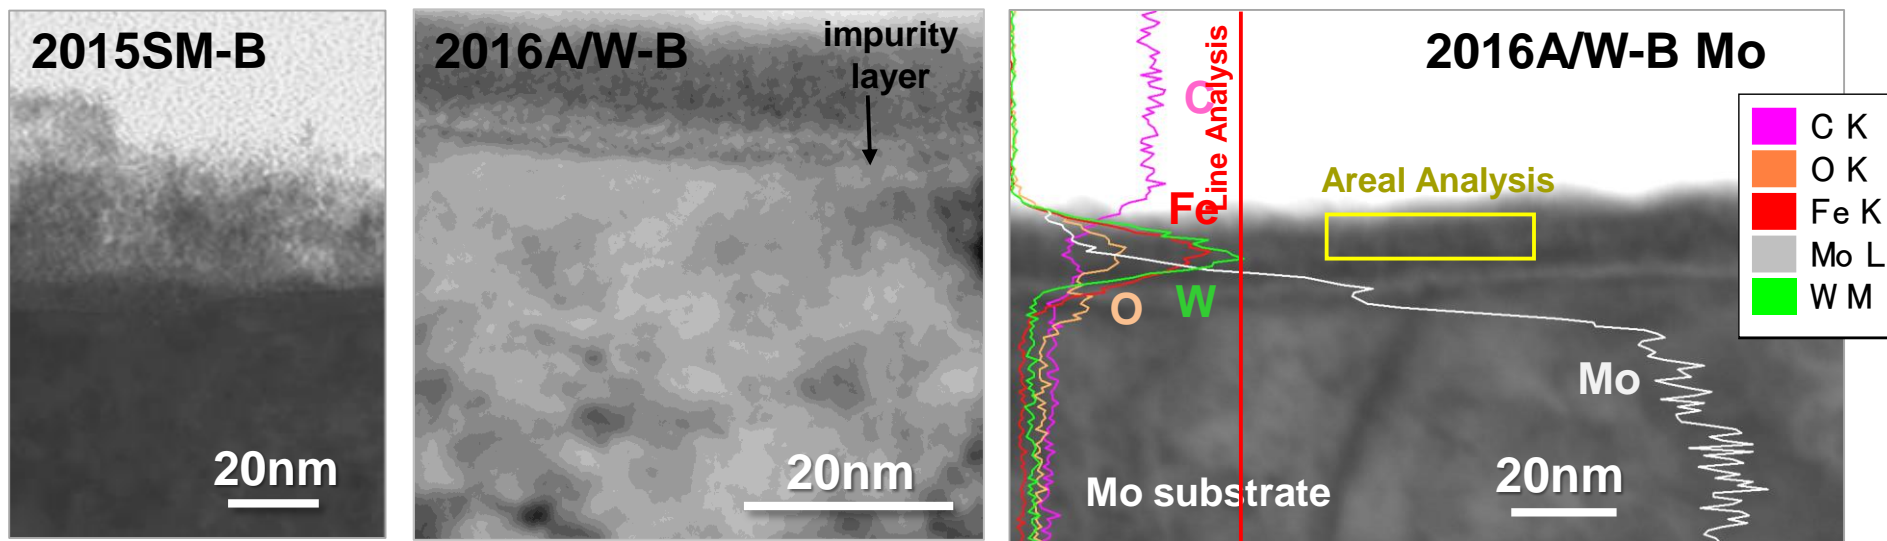 2015SM-B
20nm
2016A/W-B
impurity
layer
20nm
2016A/W-B Mo
Line Analysis
C
Areal Analysis
Fe
O
W
Mo
Mo substrate
20nm
C K
O K
Fe K
Mo L
W M